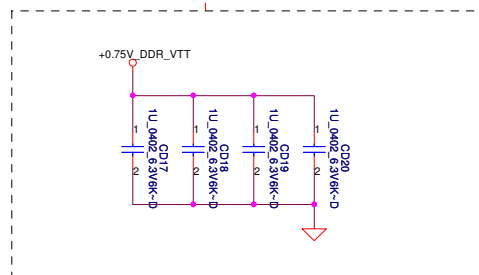 +0.75V_DDR_VTT
1
1
1
1
2
2
2
2
1U_0402_6.3V6K~D
CD17
1U_0402_6.3V6K~D
CD18
1U_0402_6.3V6K~D
CD19
1U_0402_6.3V6K~D
CD20